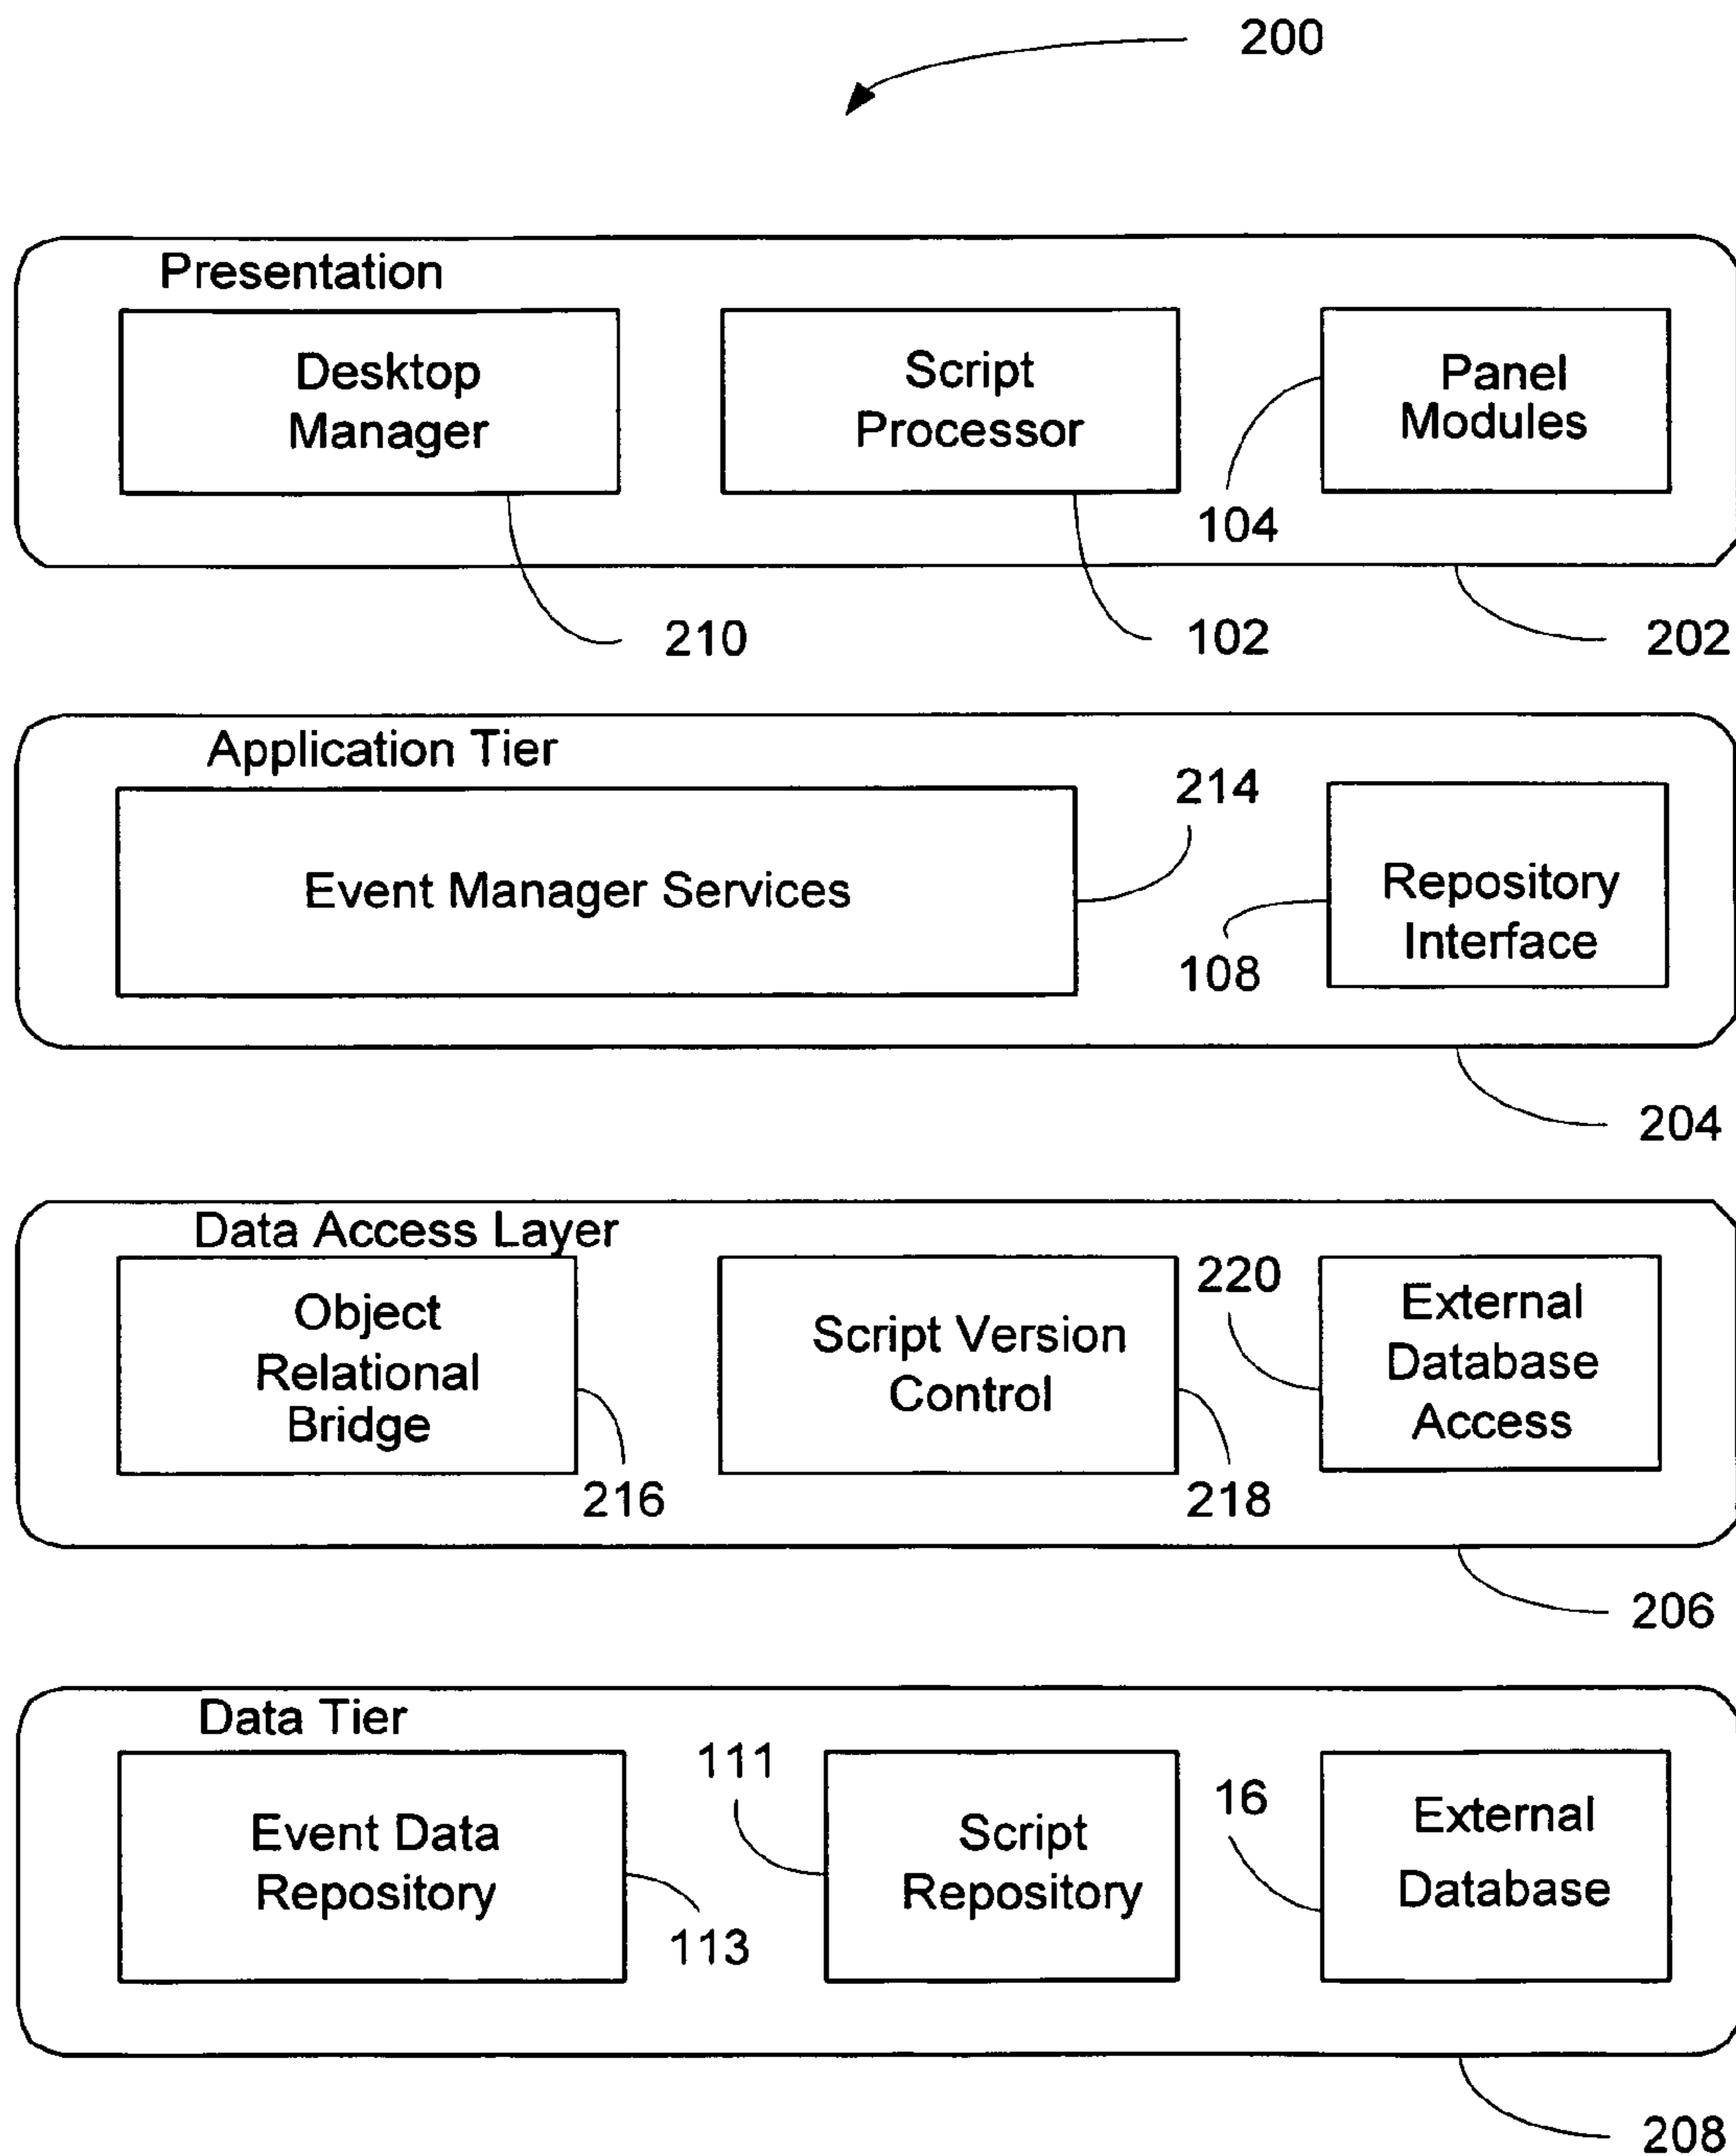 200
Presentation
Desktop
Manager
Script
Processor
Panel
Modules
104
210
102
202
Application Tier
214
Event Manager Services
Repository
Interface
108
204
Data Access Layer
Object
Relational
Bridge
216
Script Version
Control
218
220
External
Database
Access
206
Data Tier
Event Data
Repository
113
111
Script
Repository
16
External
Database
208